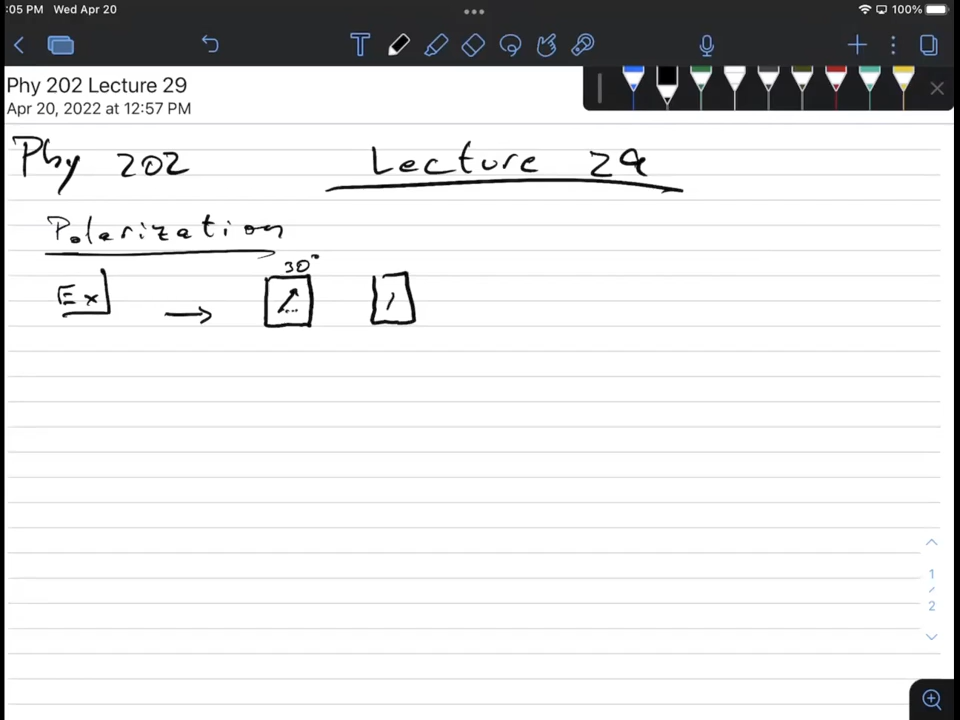 :05 PM Wed Apr 20
100%
Phy 202 Lecture 29
Apr 20, 2022 at 12:57 PM
Phy 202 Lecture 29
Polarization
30°
Ex
1
2